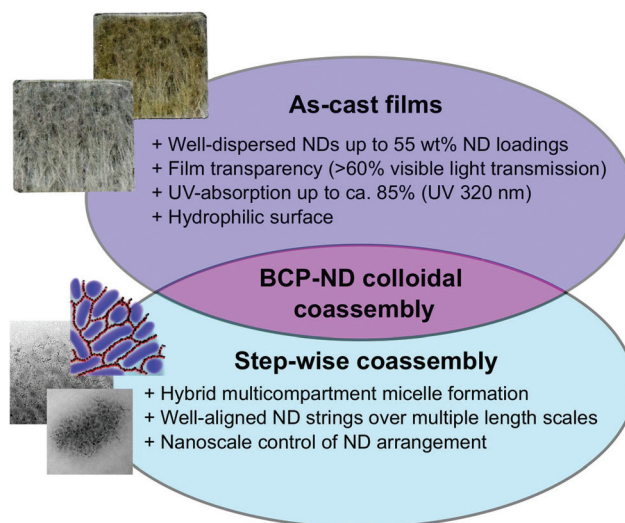 As-cast films
+ Well-dispersed NDs up to 55 wt% ND loadings
+ Film transparency (>60% visible light transmission)
+ UV-absorption up to ca. 85% (UV 320 nm)
+ Hydrophilic surface
BCP-ND colloidal
coassembly
Step-wise coassembly
+ Hybrid multicompartment micelle formation
+ Well-aligned ND strings over multiple length scales
+ Nanoscale control of ND arrangement